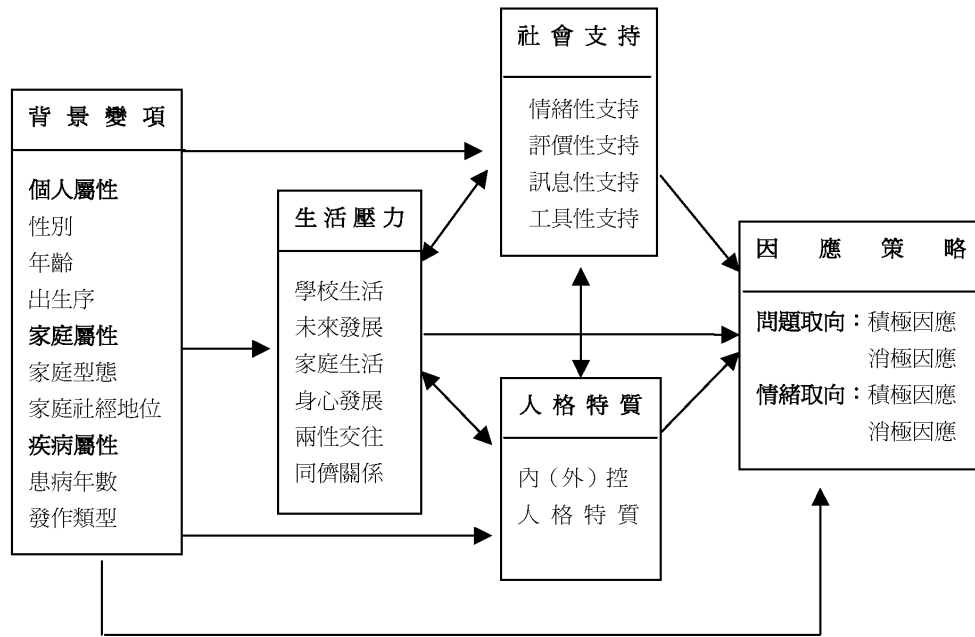 背景變項
個人屬性
性別
年齡
出生序
家庭屬性
家庭型態
家庭社經地位
疾病屬性
患病年數
發作類型
生活壓力
學校生活
未來發展
家庭生活
身心發展
兩性交往
同儕關係
社會支持
情緒性支持
評價性支持
訊息性支持
工具性支持
人格特質
內（外）控
人格特質
因應策略
問題取向：積極因應
消極因應
情緒取向：積極因應
消極因應